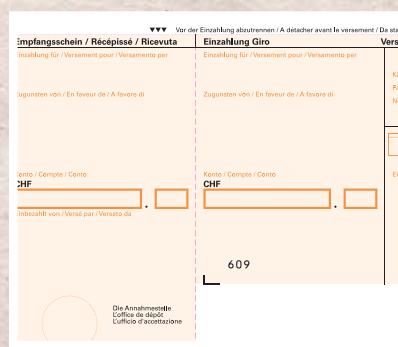 ▼▼▼ Vor der Einzahlung abzutrennen / A détacher avant le versement / Da sta
Empfangsschein / Récépissé / Ricevuta
Einzahlung für / Versement pour / Versamento per
Zugunsten von / En faveur de / A favore di
Konto / Compte / Conto
CHF
.
Einbezahlt von / Versé par / Versato da
Die Annahmestelle
L'office de dépôt
L'ufficio d'accettazione
Einzahlung Giro
Einzahlung für / Versement pour / Versamento per
Zugunsten von / En faveur de / A favore di
Konto / Compte / Conto
CHF
.
609
Vers